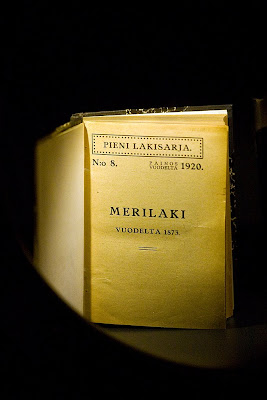 PIENI LAKISARJA.
N:o 8. PAINOS VUODELTA 1920.
MERILAKI
VUODELTA 1873.